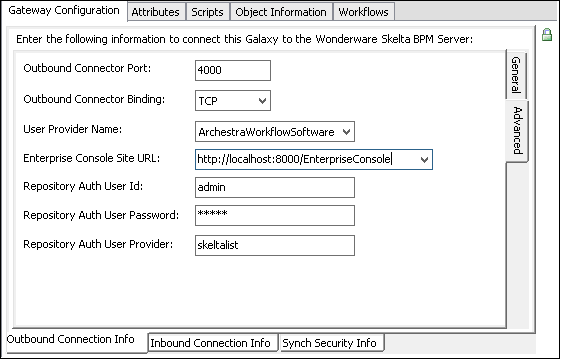 Gateway Configuration Attributes Scripts Object Information Workflows
Enter the following information to connect this Galaxy to the Wonderware Skelta BPM Server:
General
Advanced
Outbound Connector Port: 4000
Outbound Connector Binding: TCP
User Provider Name: ArchestraWorkflowSoftware
Enterprise Console Site URL: http://localhost:8000/EnterpriseConsole
Repository Auth User Id: admin
Repository Auth User Password: *****
Repository Auth User Provider: skeltalist
Outbound Connection Info Inbound Connection Info Synch Security Info